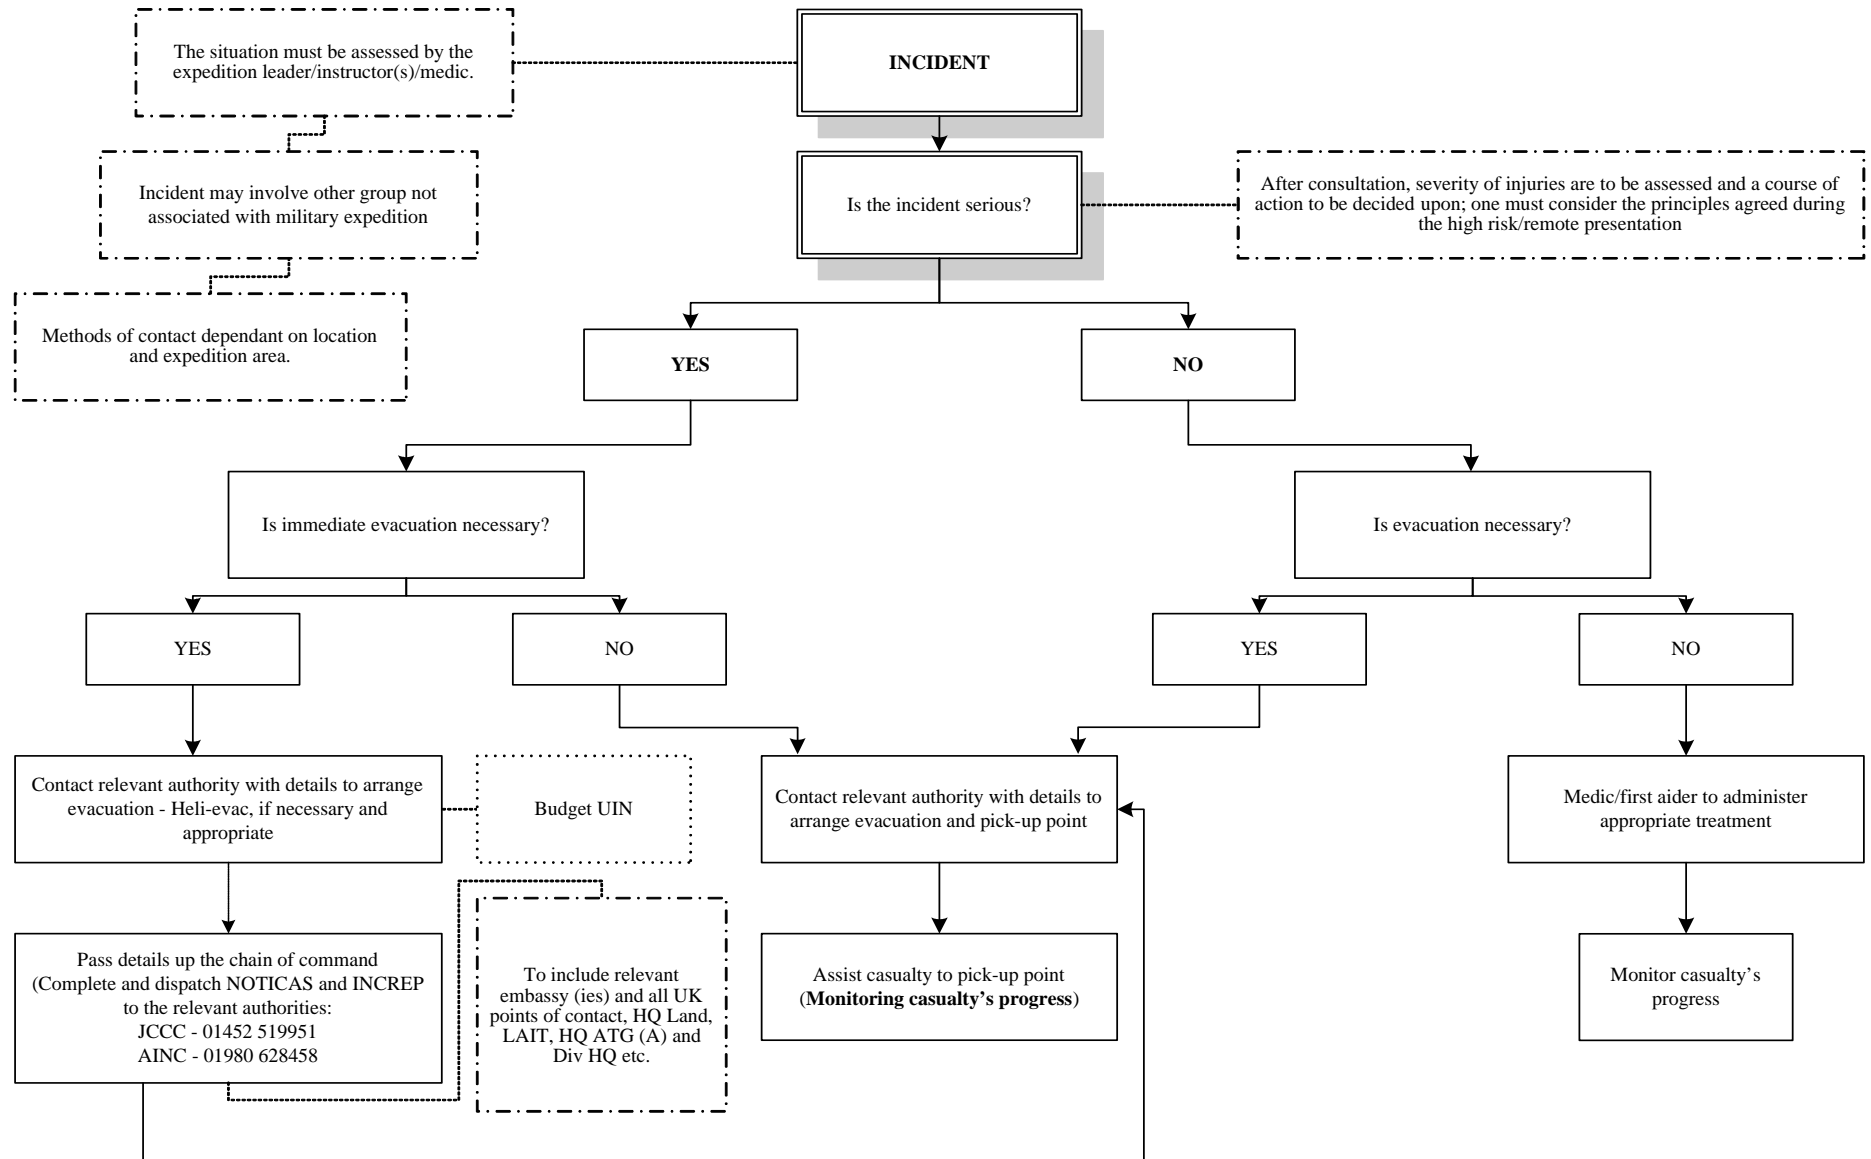 The situation must be assessed by the
expedition leader/instructor(s)/medic.
INCIDENT
Incident may involve other group not
associated with military expedition
Is the incident serious?
After consultation, severity of injuries are to be assessed and a course of
action to be decided upon; one must consider the principles agreed during
the high risk/remote presentation
Methods of contact dependant on location
and expedition area.
YES
NO
Is immediate evacuation necessary?
Is evacuation necessary?
YES
NO
YES
NO
Contact relevant authority with details to arrange
evacuation - Heli-evac, if necessary and
appropriate
Budget UIN
Contact relevant authority with details to
arrange evacuation and pick-up point
Medic/first aider to administer
appropriate treatment
Pass details up the chain of command
(Complete and dispatch NOTICAS and INCREP
to the relevant authorities:
JCCC - 01452 519951
AINC - 01980 628458
To include relevant
embassy (ies) and all UK
points of contact, HQ Land,
LAIT, HQ ATG (A) and
Div HQ etc.
Assist casualty to pick-up point
(Monitoring casualty's progress)
Monitor casualty's
progress